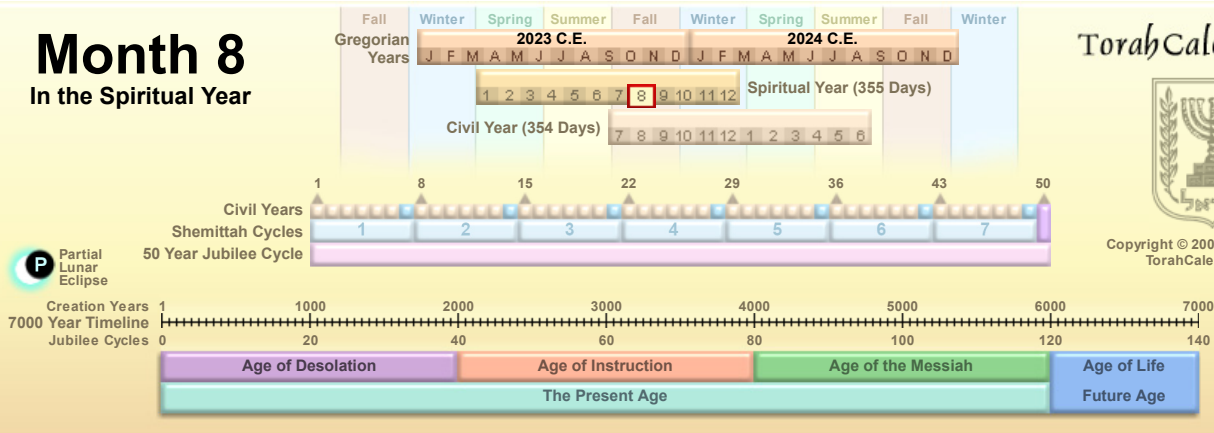 Month 8
In the Spiritual Year
Fall Winter Spring Summer Fall Winter Spring Summer Fall Winter
Gregorian Years
2023 C.E. 2024 C.E.
J F M A M J J A S O N D J F M A M J J A S O N D
1 2 3 4 5 6 7 8 9 10 11 12
Spiritual Year (355 Days)
Civil Year (354 Days)
7 8 9 10 11 12 1 2 3 4 5 6
TorahCale
1 8 15 22 29 36 43 50
Civil Years
Shemittah Cycles
1 2 3 4 5 6 7
50 Year Jubilee Cycle
P
Partial
Lunar
Eclipse
Copyright © 200
TorahCale
Creation Years 1 1000 2000 3000 4000 5000 6000 7000
7000 Year Timeline
Jubilee Cycles 0 20 40 60 80 100 120 140
Age of Desolation Age of Instruction Age of the Messiah Age of Life
The Present Age Future Age